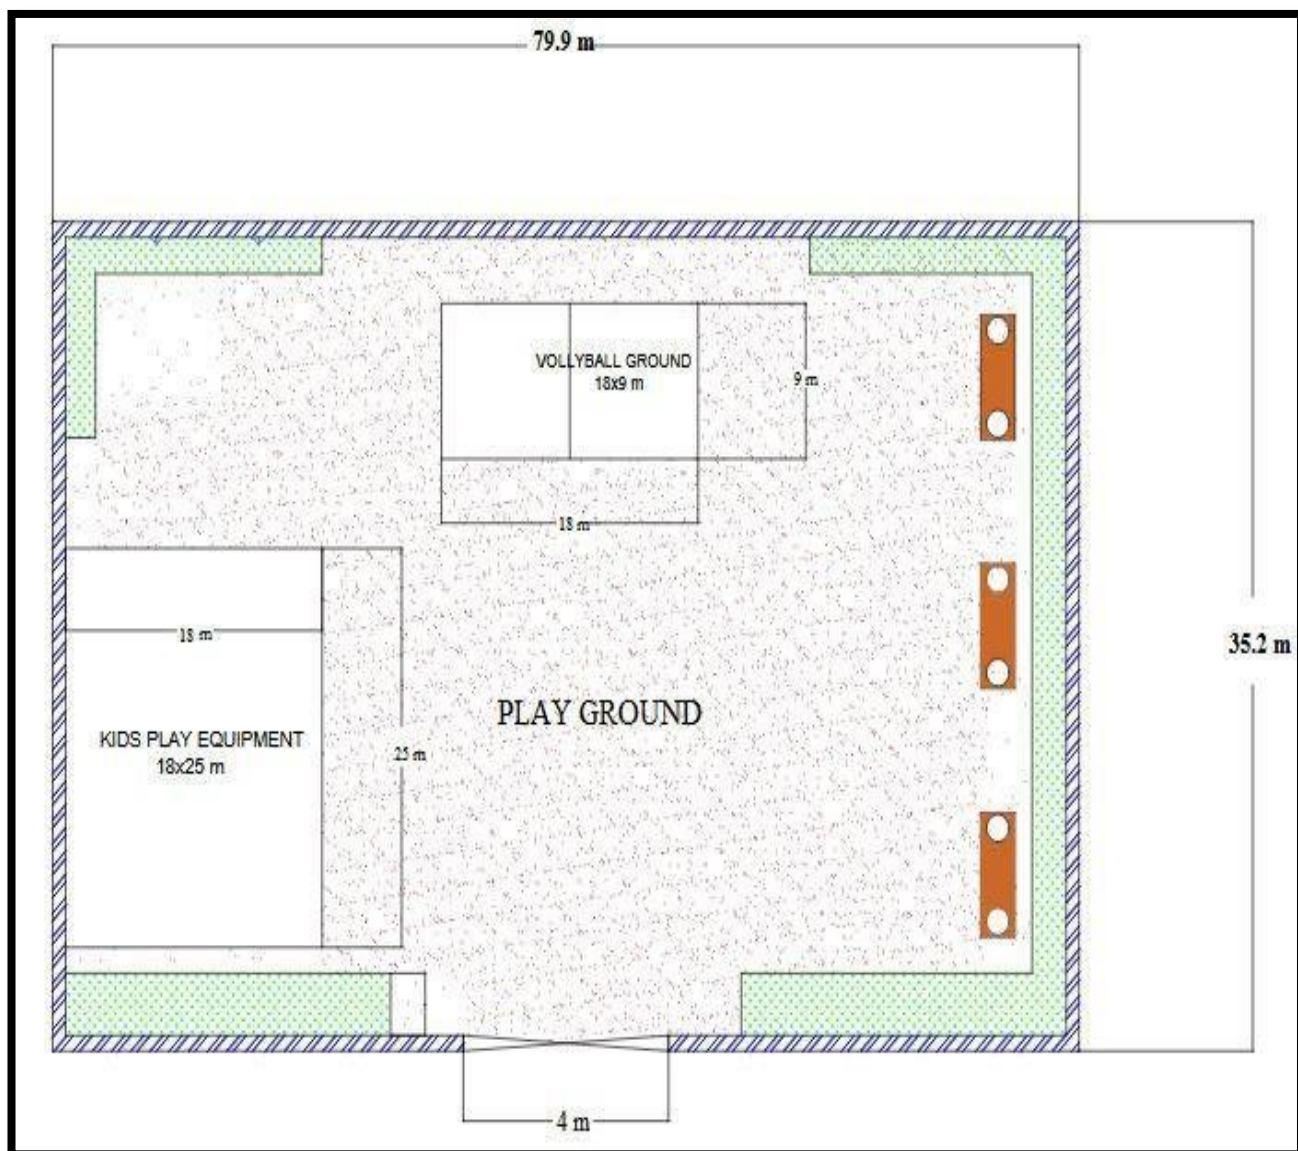 79.9 m
VOLLYBALL GROUND
18x9 m
9 m
18 m
18 m
35.2 m
PLAY GROUND
KIDS PLAY EQUIPMENT
18x25 m
25 m
4 m